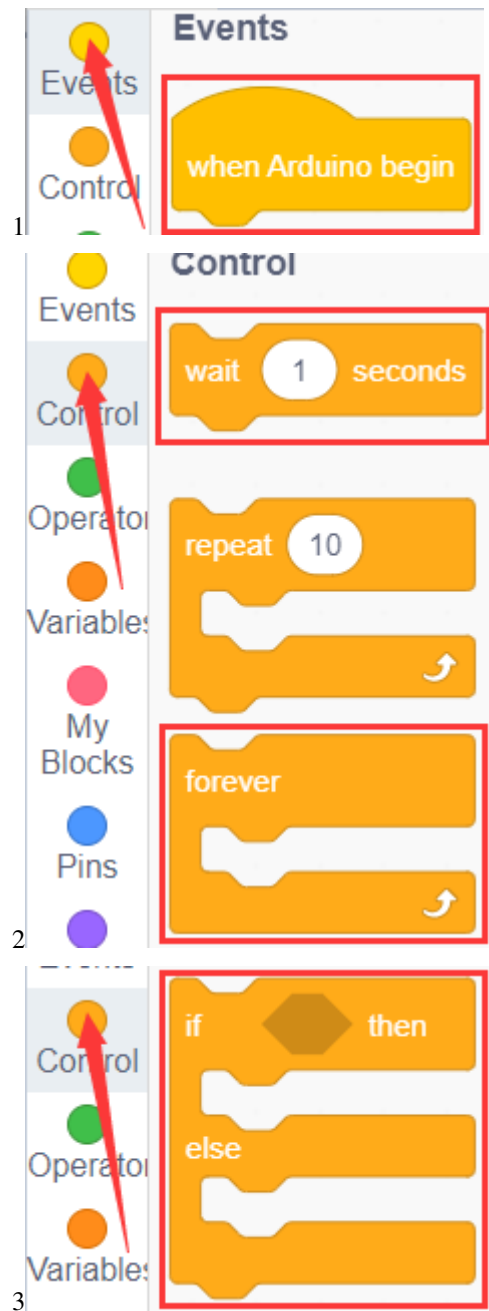 Events
Events
when Arduino begin
Control
1
Control
Events
wait 1 seconds
Control
Operator
repeat 10
Variables
My
Blocks
forever
Pins
2
if then
Control
else
Operator
Variables
3